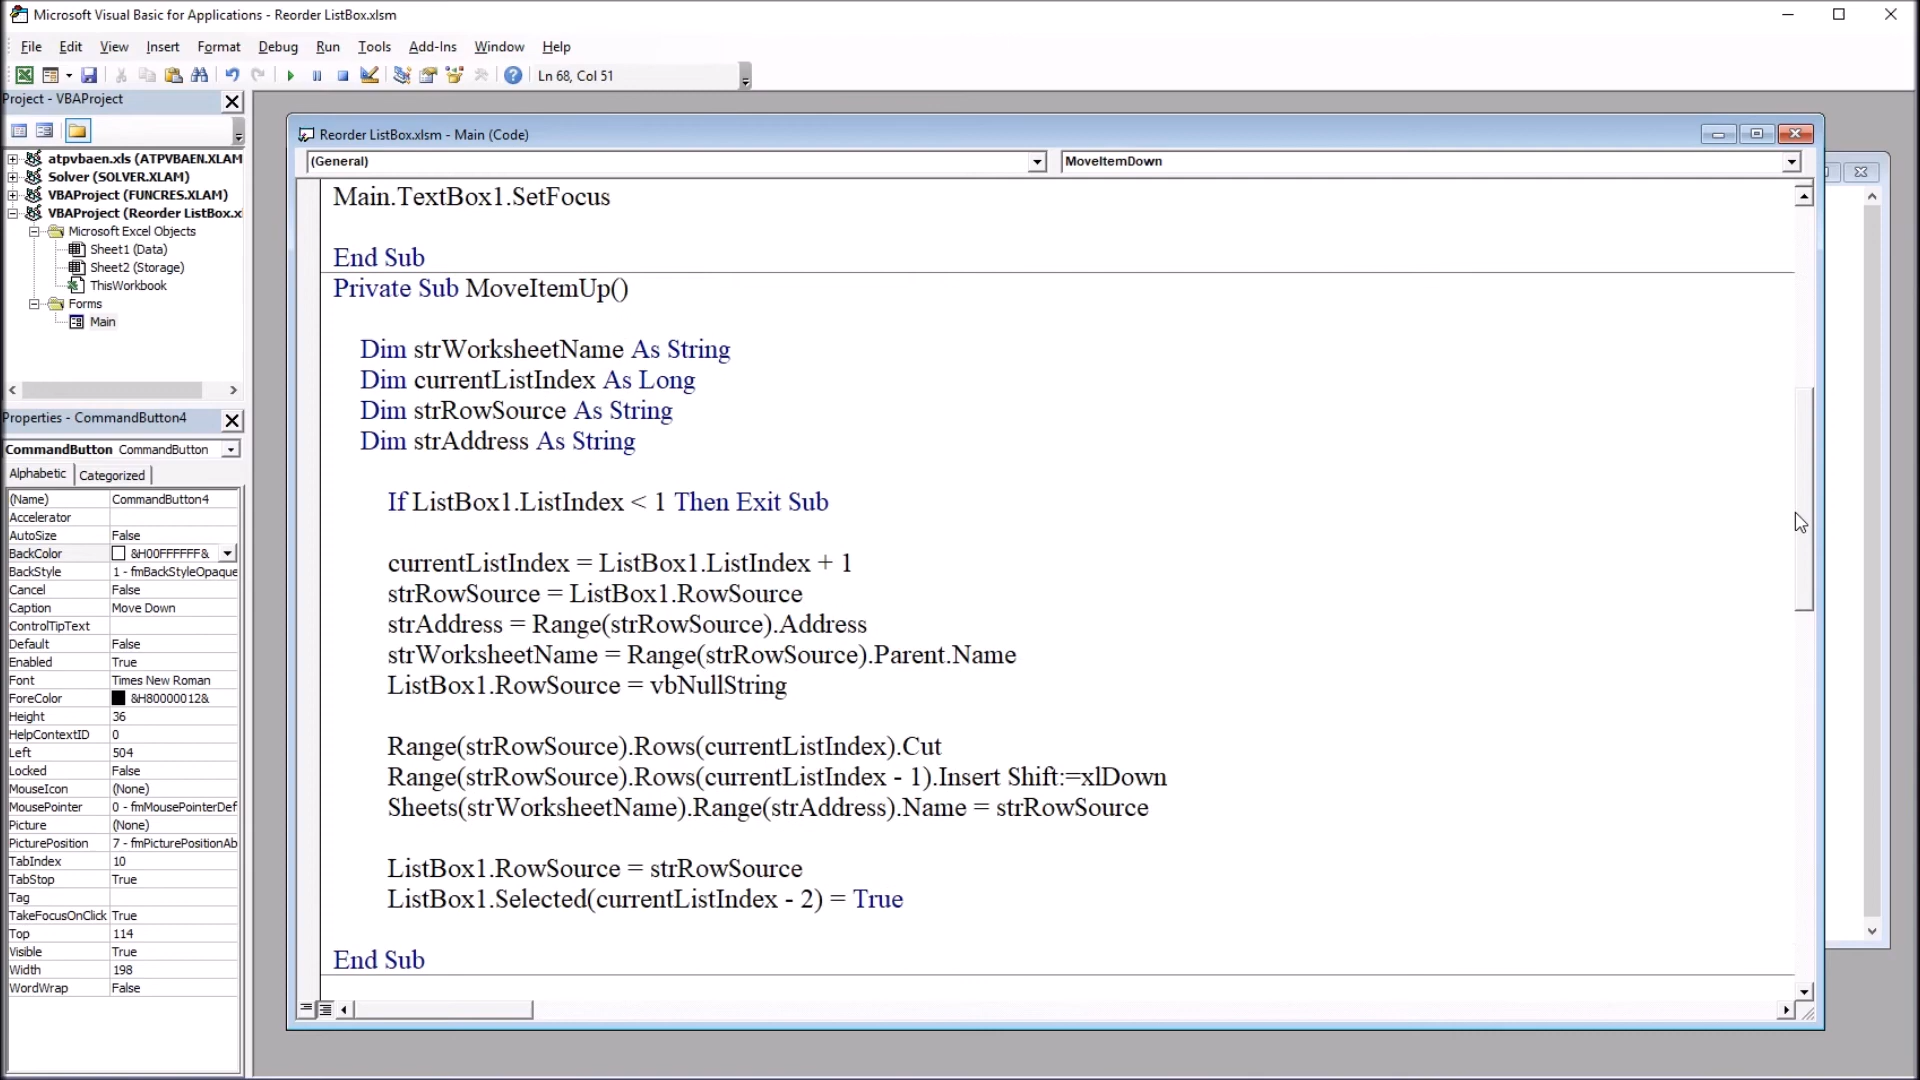 Microsoft Visual Basic for Applications - Reorder ListBox.xlsm
File Edit View Insert Format Debug Run Tools Add-Ins Window Help
Ln 68, Col 51
Project - VBAProject
atpvbaen.xls (ATPVBAEN.XLAM
Solver (SOLVER.XLAM)
VBAProject (FUNCRES.XLAM)
VBAProject (Reorder ListBox.xl
Microsoft Excel Objects
Sheet1 (Data)
Sheet2 (Storage)
ThisWorkbook
Forms
Main
Properties - CommandButton4
CommandButton CommandButton
Alphabetic Categorized
(Name) CommandButton4
Accelerator
AutoSize False
BackColor &H00FFFFFF&
BackStyle 1 - fmBackStyleOpaque
Cancel False
Caption Move Down
ControlTipText
Default False
Enabled True
Font Times New Roman
ForeColor &H80000012&
Height 36
HelpContextID 0
Left 504
Locked False
MouseIcon (None)
MousePointer 0 - fmMousePointerDef
Picture (None)
PicturePosition 7 - fmPicturePositionAb
TabIndex 10
TabStop True
Tag
TakeFocusOnClick True
Top 114
Visible True
Width 198
WordWrap False
Reorder ListBox.xlsm - Main (Code)
(General) MoveItemDown
Main.TextBox1.SetFocus
End Sub
Private Sub MoveItemUp()
Dim strWorksheetName As String
Dim currentListIndex As Long
Dim strRowSource As String
Dim strAddress As String
If ListBox1.ListIndex < 1 Then Exit Sub
currentListIndex = ListBox1.ListIndex + 1
strRowSource = ListBox1.RowSource
strAddress = Range(strRowSource).Address
strWorksheetName = Range(strRowSource).Parent.Name
ListBox1.RowSource = vbNullString
Range(strRowSource).Rows(currentListIndex).Cut
Range(strRowSource).Rows(currentListIndex - 1).Insert Shift:=xlDown
Sheets(strWorksheetName).Range(strAddress).Name = strRowSource
ListBox1.RowSource = strRowSource
ListBox1.Selected(currentListIndex - 2) = True
End Sub